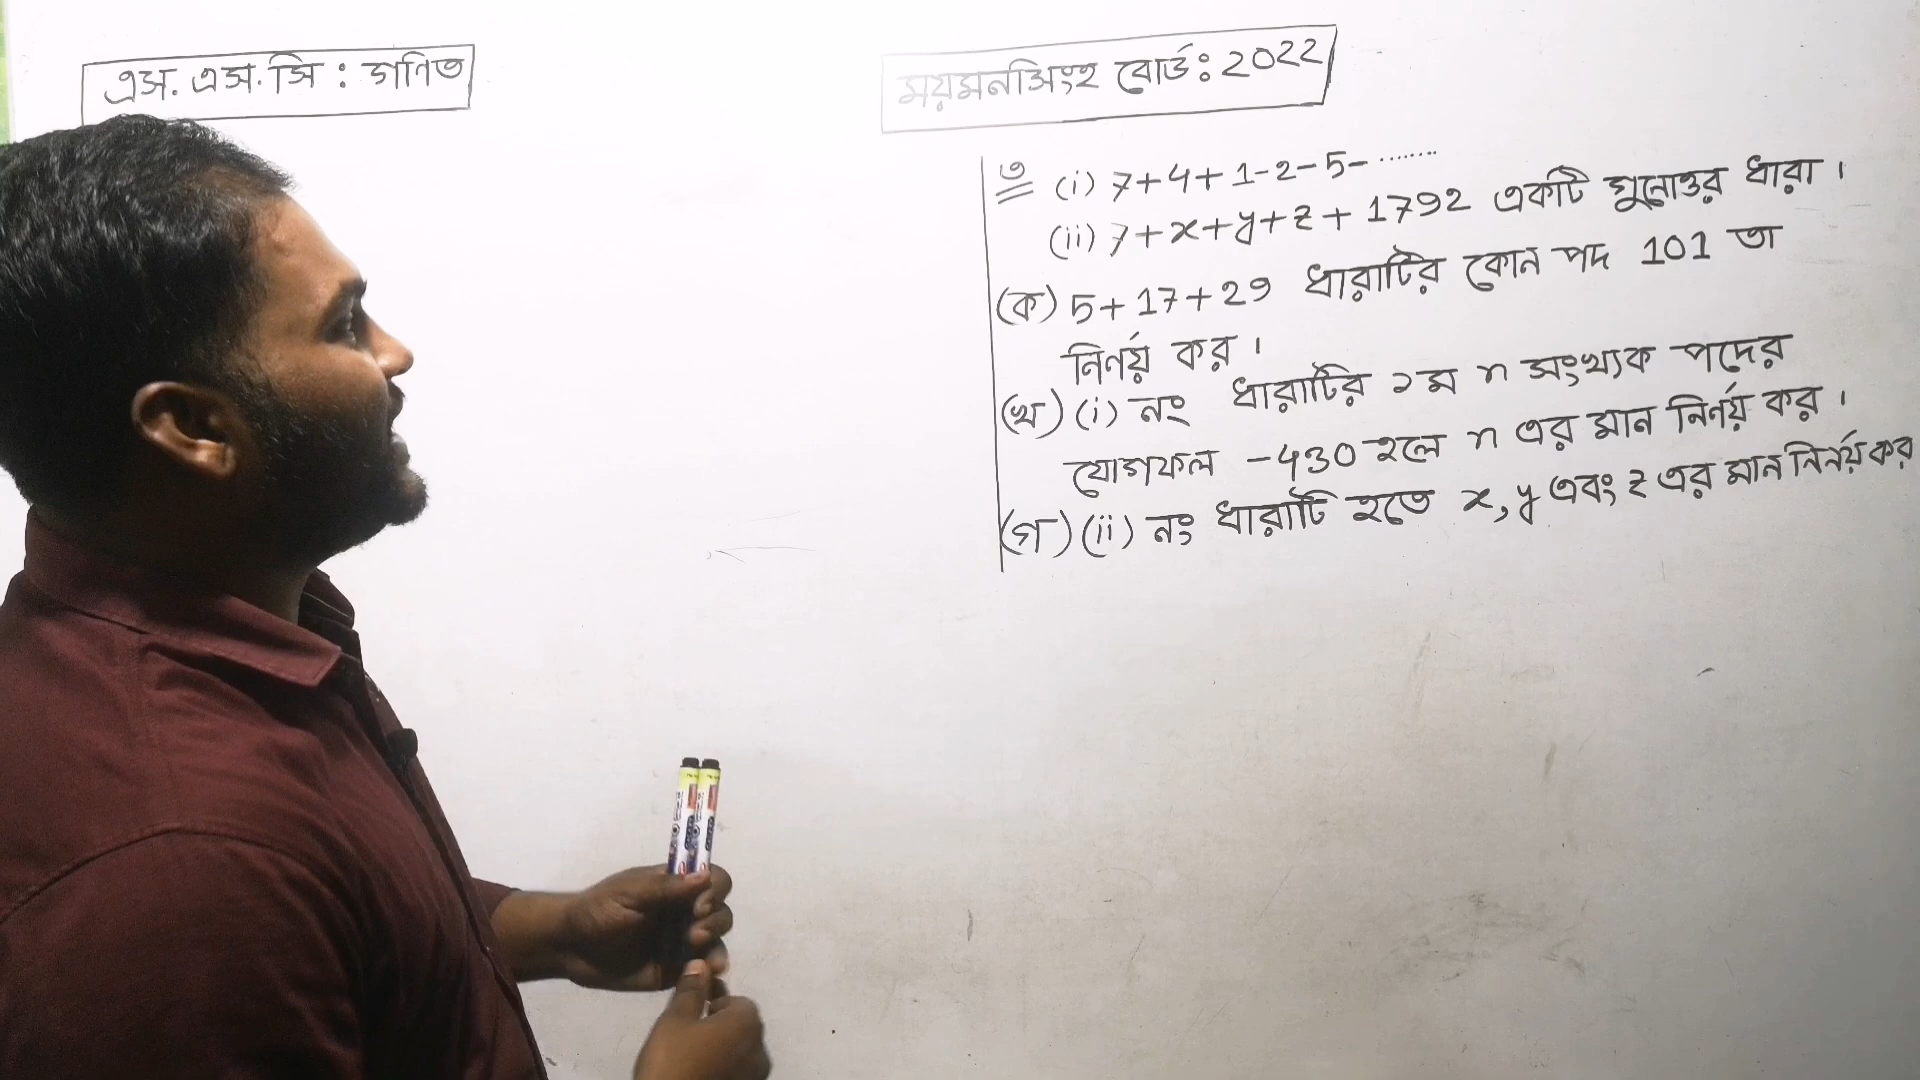 এস. এস. সি : গণিত
ময়মনসিংহ বোর্ড: 2022
৩ (i) 7+4+1-2-5- ........
(ii) 7+x+y+z+1792 একটি গুনোত্তর ধারা।
(ক) 5+17+29 ধারাটির কোন পদ 101 তা
নির্ণয় কর।
(খ) (i) নং ধারাটির ১ম n সংখ্যক পদের
যোগফল -430 হলে n এর মান নির্ণয় কর।
(গ) (ii) নং ধারাটি হতে x, y এবং z এর মান নির্ণয় কর